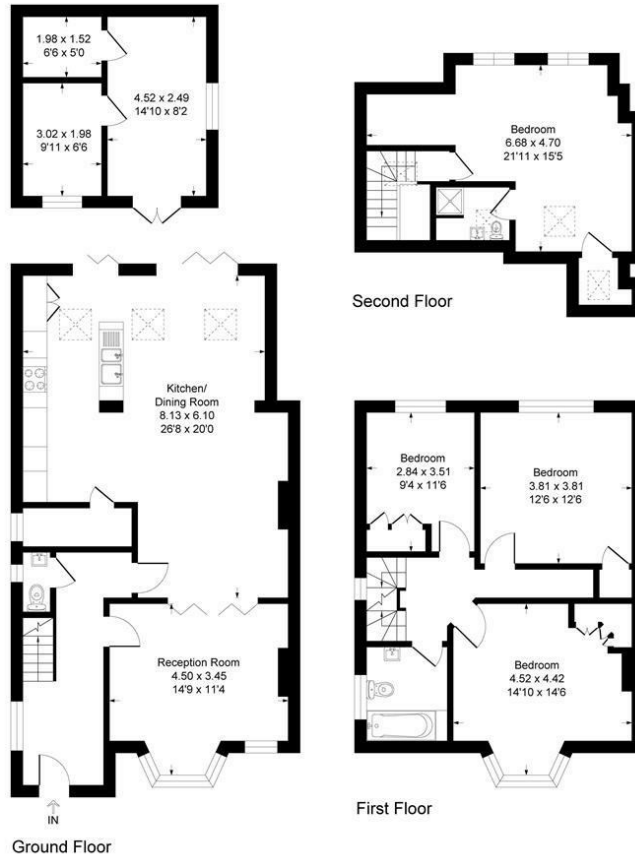 1.98 x 1.52
6'6 x 5'0
4.52 x 2.49
14'10 x 8'2
3.02 x 1.98
9'11 x 6'6
Kitchen/
Dining Room
8.13 x 6.10
26'8 x 20'0
Reception Room
4.50 x 3.45
14'9 x 11'4
IN
Ground Floor
Bedroom
6.68 x 4.70
21'11 x 15'5
Second Floor
Bedroom
2.84 x 3.51
9'4 x 11'6
Bedroom
3.81 x 3.81
12'6 x 12'6
Bedroom
4.52 x 4.42
14'10 x 14'6
First Floor